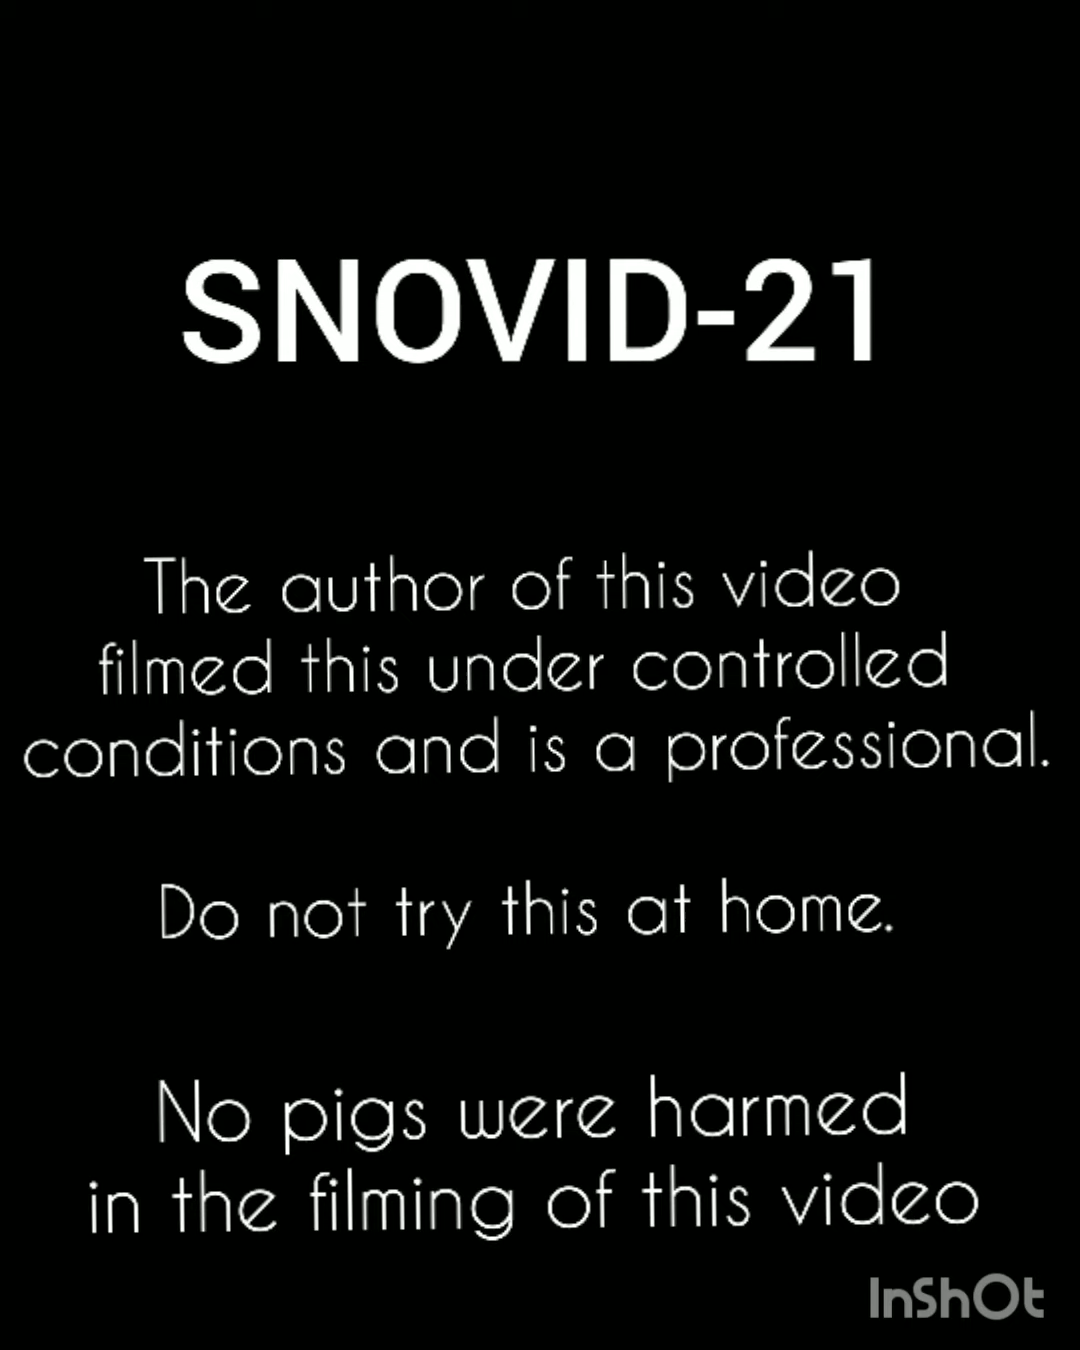 SNOVID-21
The author of this video
filmed this under controlled
conditions and is a professional.
Do not try this at home.
No pigs were harmed
in the filming of this video
InShOt